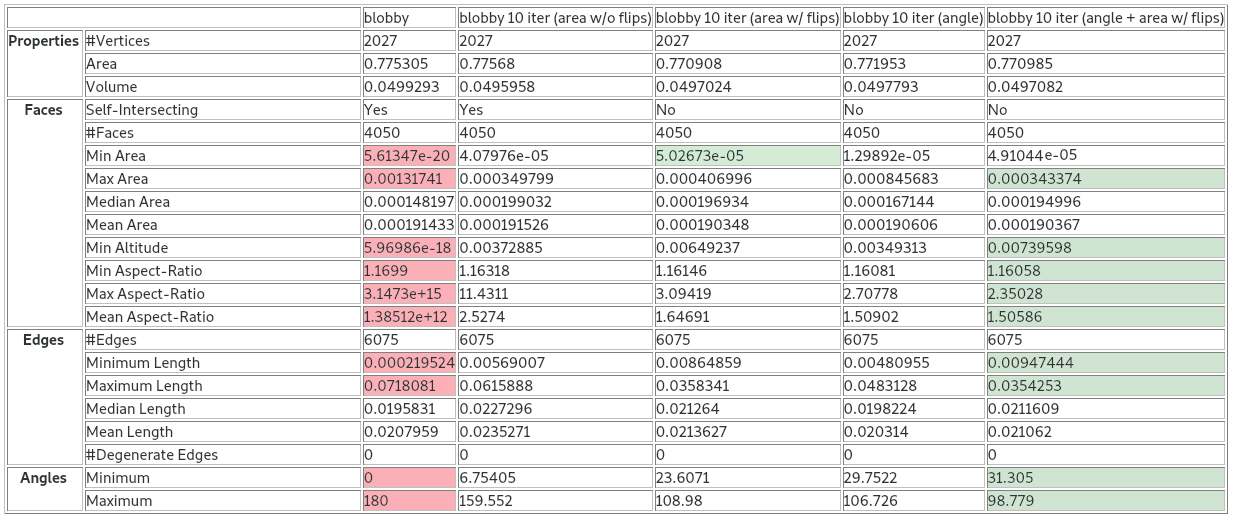 blobby blobby 10 iter (area w/o flips) blobby 10 iter (area w/ flips) blobby 10 iter (angle) blobby 10 iter (angle + area w/ flips)
Properties #Vertices 2027 2027 2027 2027 2027
Area 0.775305 0.77568 0.770908 0.771953 0.770985
Volume 0.0499293 0.0495958 0.0497024 0.0497793 0.0497082
Faces Self-Intersecting Yes Yes No No No
#Faces 4050 4050 4050 4050 4050
Min Area 5.61347e-20 4.07976e-05 5.02673e-05 1.29892e-05 4.91044e-05
Max Area 0.00131741 0.000349799 0.000406996 0.000845683 0.000343374
Median Area 0.000148197 0.000199032 0.000196934 0.000167144 0.000194996
Mean Area 0.000191433 0.000191526 0.000190348 0.000190606 0.000190367
Min Altitude 5.96986e-18 0.00372885 0.00649237 0.00349313 0.00739598
Min Aspect-Ratio 1.1699 1.16318 1.16146 1.16081 1.16058
Max Aspect-Ratio 3.1473e+15 11.4311 3.09419 2.70778 2.35028
Mean Aspect-Ratio 1.38512e+12 2.5274 1.64691 1.50902 1.50586
Edges #Edges 6075 6075 6075 6075 6075
Minimum Length 0.000219524 0.00569007 0.00864859 0.00480955 0.00947444
Maximum Length 0.0718081 0.0615888 0.0358341 0.0483128 0.0354253
Median Length 0.0195831 0.0227296 0.021264 0.0198224 0.0211609
Mean Length 0.0207959 0.0235271 0.0213627 0.020314 0.021062
#Degenerate Edges 0 0 0 0 0
Angles Minimum 0 6.75405 23.6071 29.7522 31.305
Maximum 180 159.552 108.98 106.726 98.779